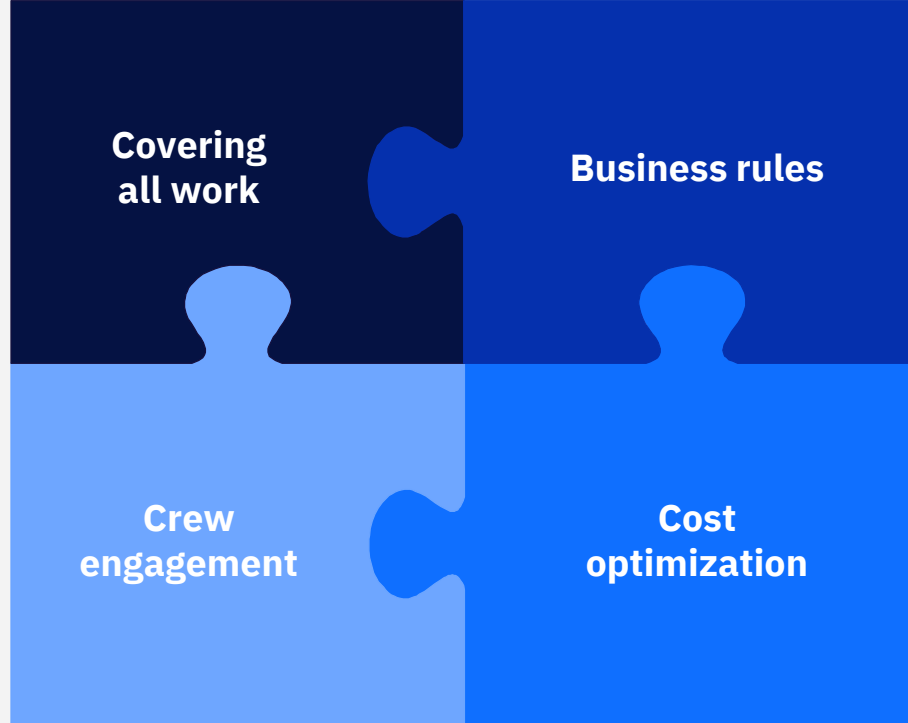 Covering
all work
Business rules
Crew
engagement
Cost
optimization